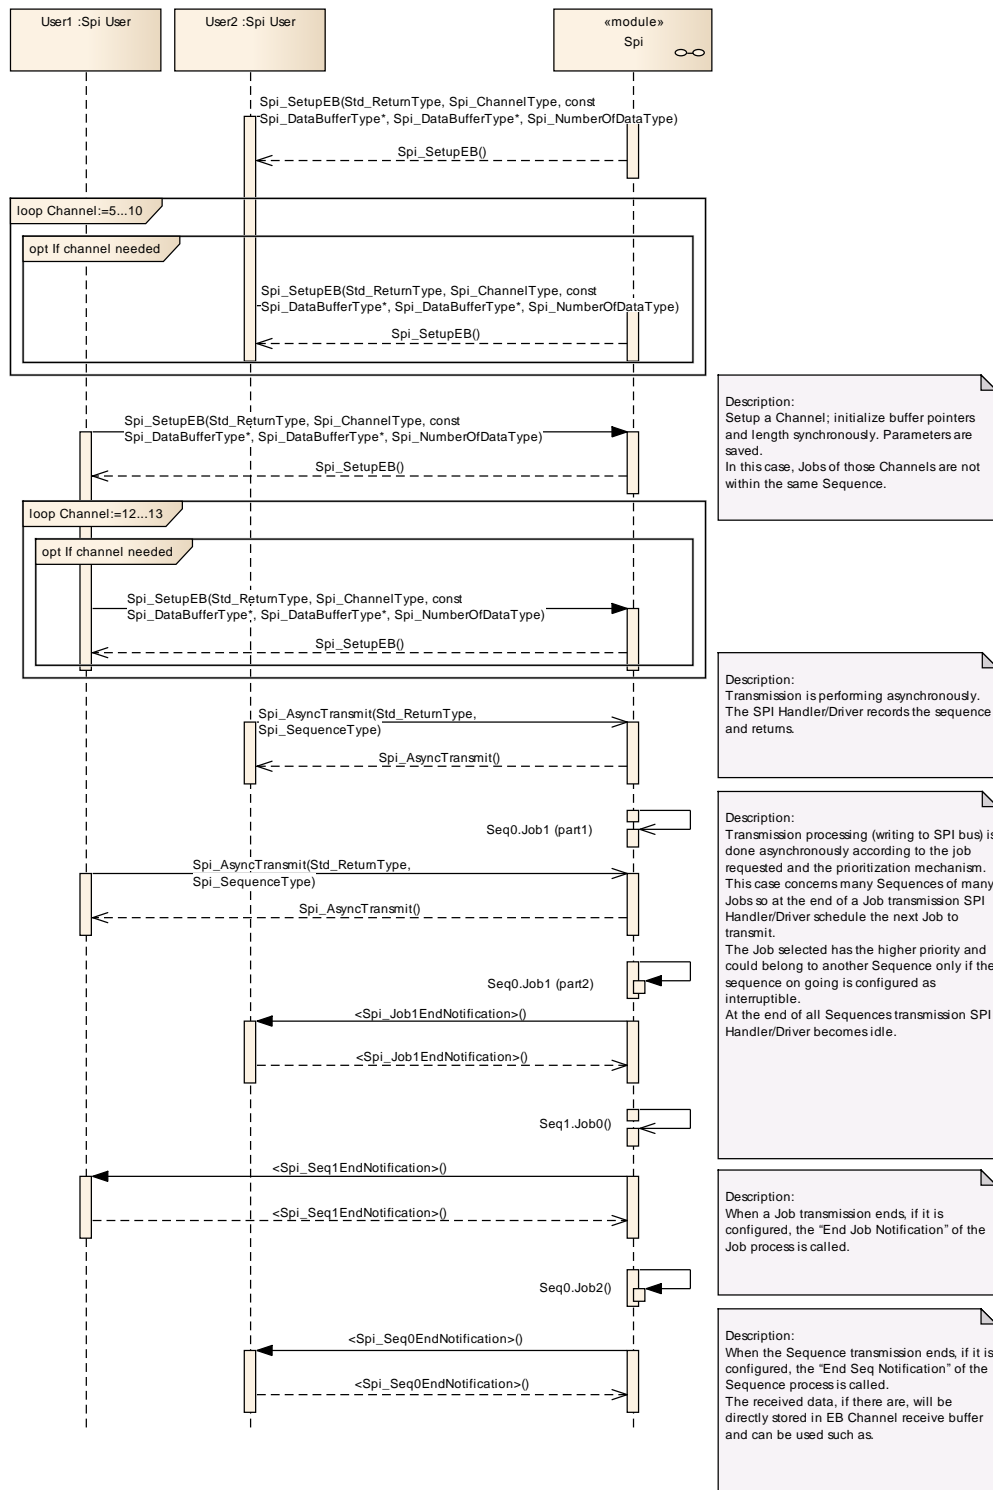 User1 :Spi User
User2 :Spi User
«module»
Spi
Spi_SetupEB(Std_ReturnType, Spi_ChannelType, const
Spi_DataBufferType*, Spi_DataBufferType*, Spi_NumberOfDataType)
Spi_SetupEB()
loop Channel:=5...10
opt If channel needed
Spi_SetupEB(Std_ReturnType, Spi_ChannelType, const
Spi_DataBufferType*, Spi_DataBufferType*, Spi_NumberOfDataType)
Spi_SetupEB()
Description:
Setup a Channel; initialize buffer pointers
and length synchronously. Parameters are
saved.
In this case, Jobs of those Channels are not
within the same Sequence.
Spi_SetupEB(Std_ReturnType, Spi_ChannelType, const
Spi_DataBufferType*, Spi_DataBufferType*, Spi_NumberOfDataType)
Spi_SetupEB()
loop Channel:=12...13
opt If channel needed
Spi_SetupEB(Std_ReturnType, Spi_ChannelType, const
Spi_DataBufferType*, Spi_DataBufferType*, Spi_NumberOfDataType)
Spi_SetupEB()
Description:
Transmission is performing asynchronously.
The SPI Handler/Driver records the sequence
and returns.
Spi_AsyncTransmit(Std_ReturnType,
Spi_SequenceType)
Spi_AsyncTransmit()
Seq0.Job1 (part1)
Description:
Transmission processing (writing to SPI bus) is
done asynchronously according to the job
requested and the prioritization mechanism.
This case concerns many Sequences of many
Jobs so at the end of a Job transmission SPI
Handler/Driver schedule the next Job to
transmit.
The Job selected has the higher priority and
could belong to another Sequence only if the
sequence on going is configured as
interruptible.
At the end of all Sequences transmission SPI
Handler/Driver becomes idle.
Spi_AsyncTransmit(Std_ReturnType,
Spi_SequenceType)
Spi_AsyncTransmit()
Seq0.Job1 (part2)
<Spi_Job1EndNotification>()
<Spi_Job1EndNotification>()
Seq1.Job0()
<Spi_Seq1EndNotification>()
<Spi_Seq1EndNotification>()
Description:
When a Job transmission ends, if it is
configured, the “End Job Notification” of the
Job process is called.
Seq0.Job2()
<Spi_Seq0EndNotification>()
<Spi_Seq0EndNotification>()
Description:
When the Sequence transmission ends, if it is
configured, the “End Seq Notification” of the
Sequence process is called.
The received data, if there are, will be
directly stored in EB Channel receive buffer
and can be used such as.